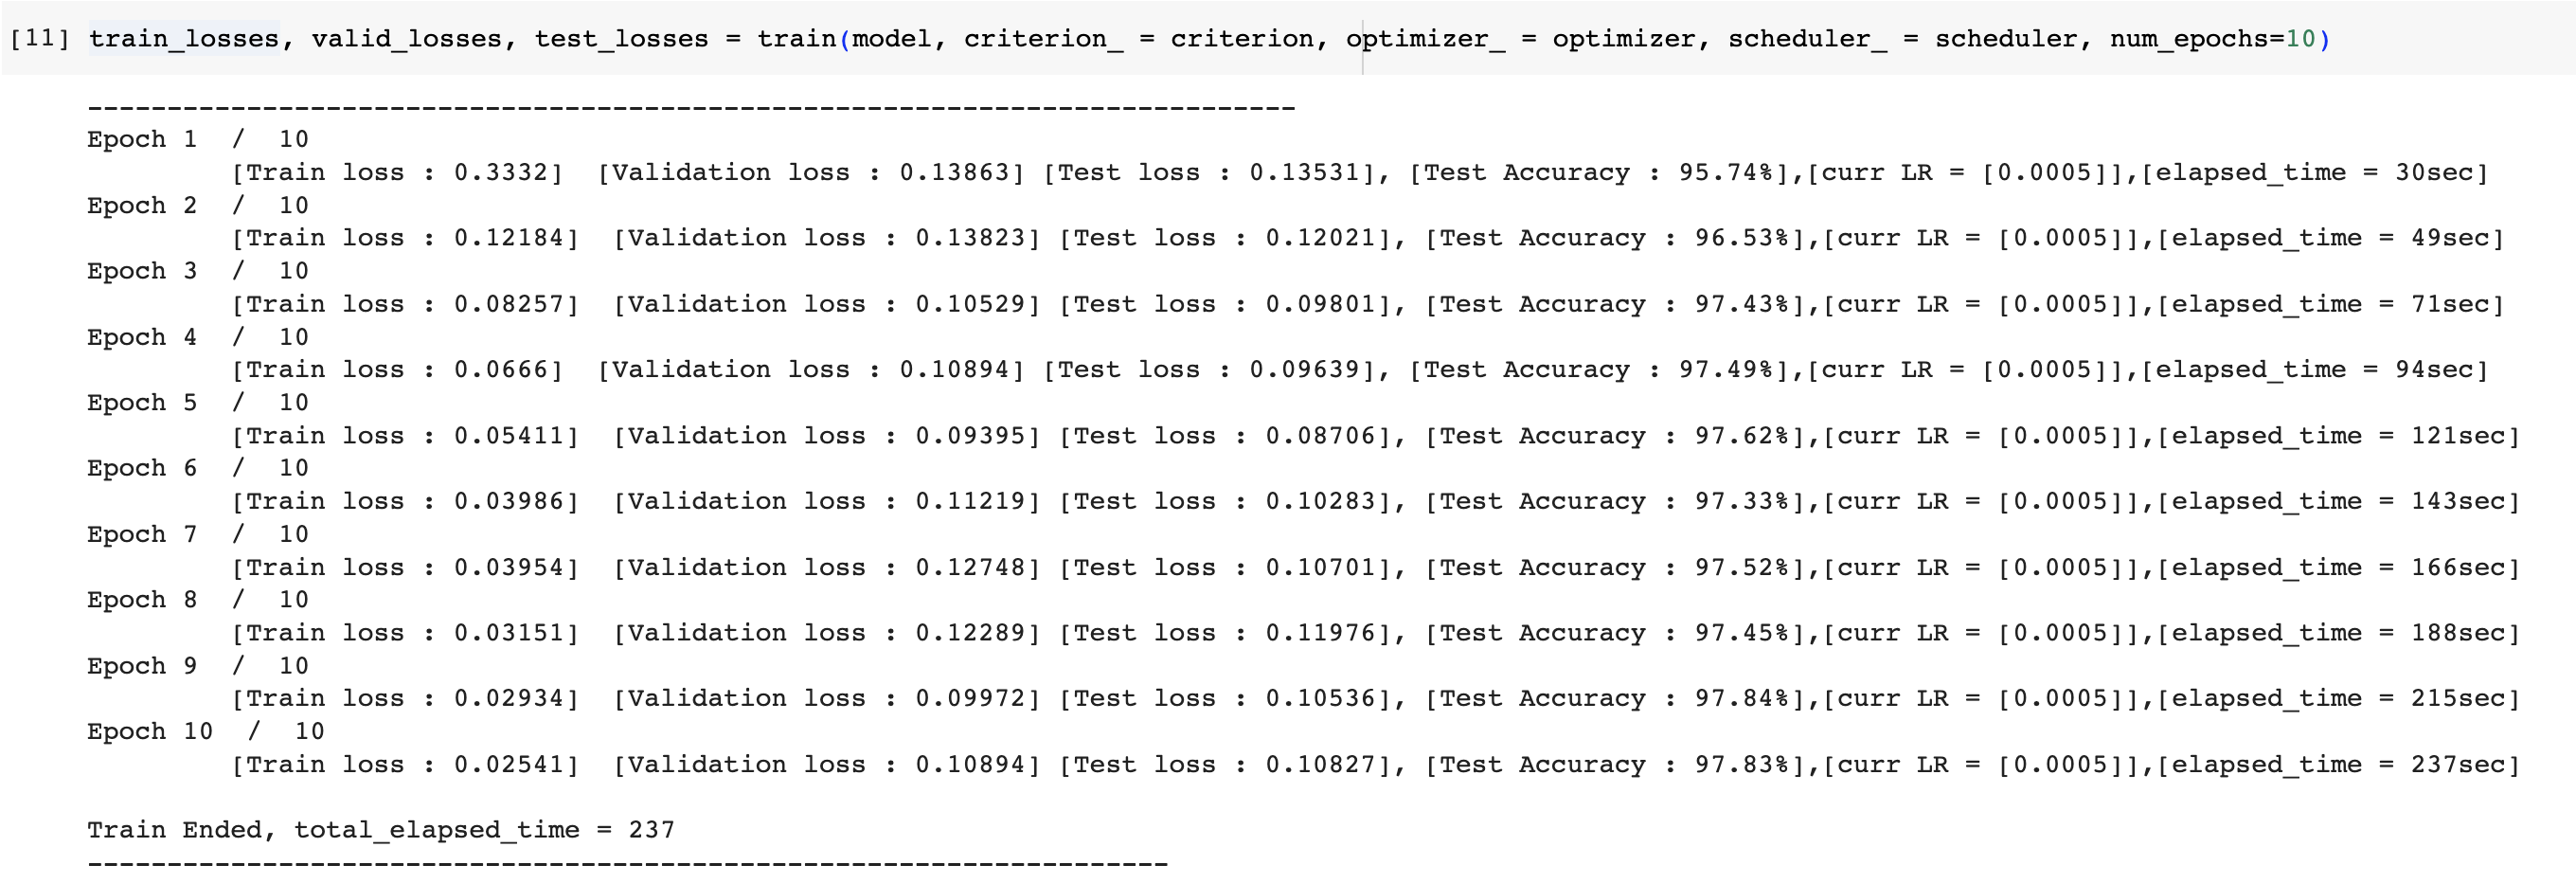 [11] train_losses, valid_losses, test_losses = train(model, criterion_ = criterion, optimizer_ = optimizer, scheduler_ = scheduler, num_epochs=10)
----------------------------------------------------------------------------
Epoch 1  /  10
         [Train loss : 0.3332]  [Validation loss : 0.13863] [Test loss : 0.13531], [Test Accuracy : 95.74%],[curr LR = [0.0005]],[elapsed_time = 30sec]
Epoch 2  /  10
         [Train loss : 0.12184]  [Validation loss : 0.13823] [Test loss : 0.12021], [Test Accuracy : 96.53%],[curr LR = [0.0005]],[elapsed_time = 49sec]
Epoch 3  /  10
         [Train loss : 0.08257]  [Validation loss : 0.10529] [Test loss : 0.09801], [Test Accuracy : 97.43%],[curr LR = [0.0005]],[elapsed_time = 71sec]
Epoch 4  /  10
         [Train loss : 0.0666]  [Validation loss : 0.10894] [Test loss : 0.09639], [Test Accuracy : 97.49%],[curr LR = [0.0005]],[elapsed_time = 94sec]
Epoch 5  /  10
         [Train loss : 0.05411]  [Validation loss : 0.09395] [Test loss : 0.08706], [Test Accuracy : 97.62%],[curr LR = [0.0005]],[elapsed_time = 121sec]
Epoch 6  /  10
         [Train loss : 0.03986]  [Validation loss : 0.11219] [Test loss : 0.10283], [Test Accuracy : 97.33%],[curr LR = [0.0005]],[elapsed_time = 143sec]
Epoch 7  /  10
         [Train loss : 0.03954]  [Validation loss : 0.12748] [Test loss : 0.10701], [Test Accuracy : 97.52%],[curr LR = [0.0005]],[elapsed_time = 166sec]
Epoch 8  /  10
         [Train loss : 0.03151]  [Validation loss : 0.12289] [Test loss : 0.11976], [Test Accuracy : 97.45%],[curr LR = [0.0005]],[elapsed_time = 188sec]
Epoch 9  /  10
         [Train loss : 0.02934]  [Validation loss : 0.09972] [Test loss : 0.10536], [Test Accuracy : 97.84%],[curr LR = [0.0005]],[elapsed_time = 215sec]
Epoch 10  /  10
         [Train loss : 0.02541]  [Validation loss : 0.10894] [Test loss : 0.10827], [Test Accuracy : 97.83%],[curr LR = [0.0005]],[elapsed_time = 237sec]
Train Ended, total_elapsed_time = 237
--------------------------------------------------------------------